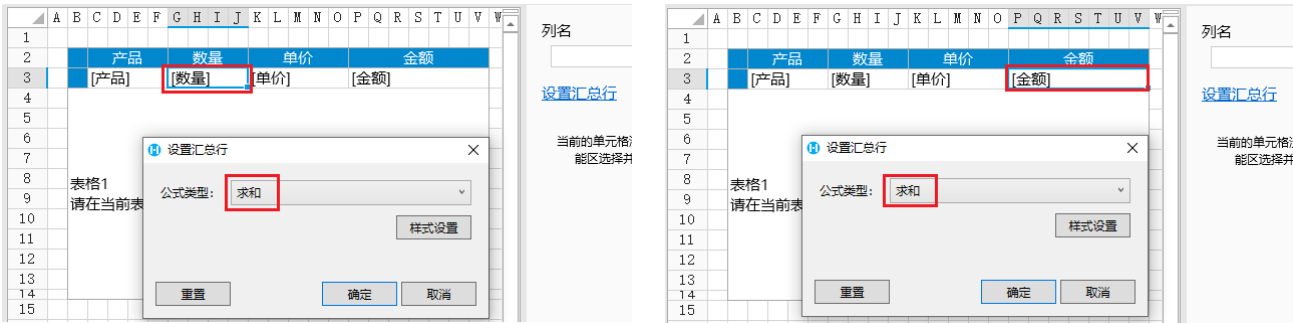 A B C D E F G H I J K L M N O P Q R S T U V W
1
2 产品 数量 单价 金额
3 [产品] [数量] [单价] [金额]
4
5
6
7
8 表格1
9 请在当前表
10
11
12
13
14
15
设置汇总行
公式类型: 求和
样式设置
重置 确定 取消
列名
设置汇总行
当前的单元格
能区选择并
A B C D E F G H I J K L M N O P Q R S T U V W
1
2 产品 数量 单价 金额
3 [产品] [数量] [单价] [金额]
4
5
6
7
8 表格1
9 请在当前表
10
11
12
13
14
15
设置汇总行
公式类型: 求和
样式设置
重置 确定 取消
列名
设置汇总行
当前的单元格
能区选择并